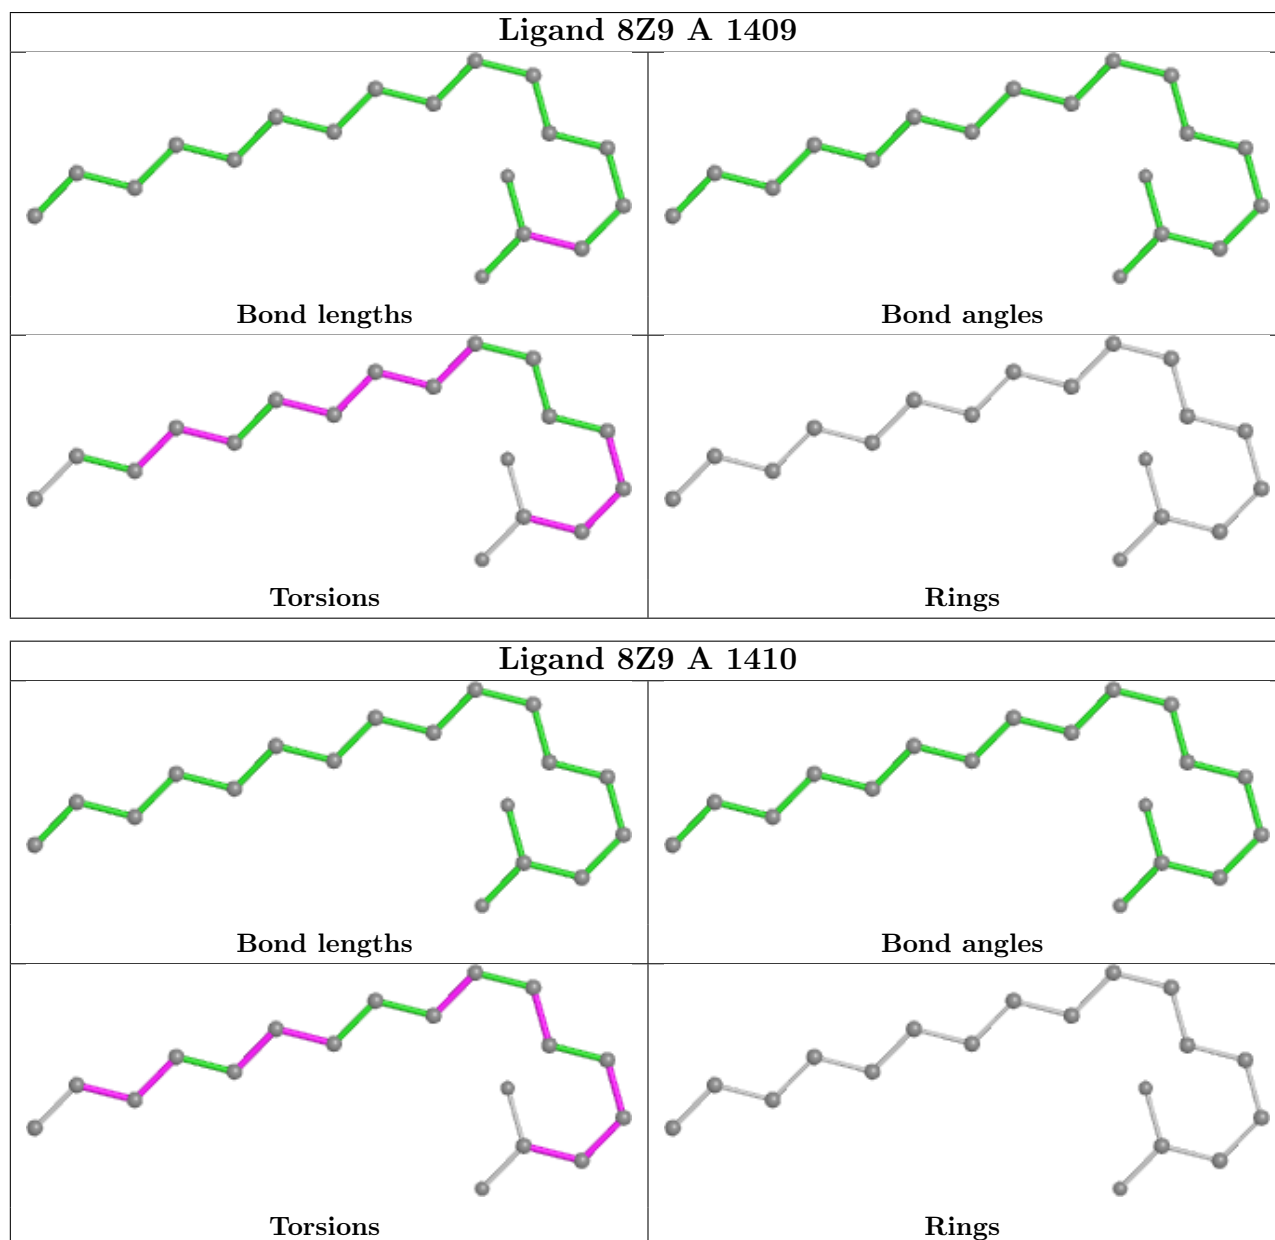 Ligand 8Z9 A 1409
Bond lengths
Bond angles
Torsions
Rings
Ligand 8Z9 A 1410
Bond lengths
Bond angles
Torsions
Rings